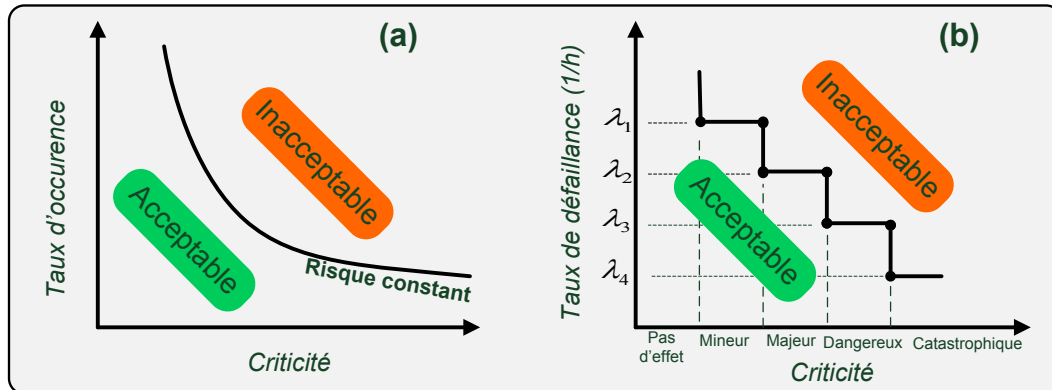 (a)
Taux d'occurence
Inacceptable
Acceptable
Risque constant
Criticité
(b)
Taux de défaillance (1/h)
λ1
λ2
λ3
λ4
Inacceptable
Acceptable
Pas
d'effet
Mineur
Majeur
Dangereux
Catastrophique
Criticité